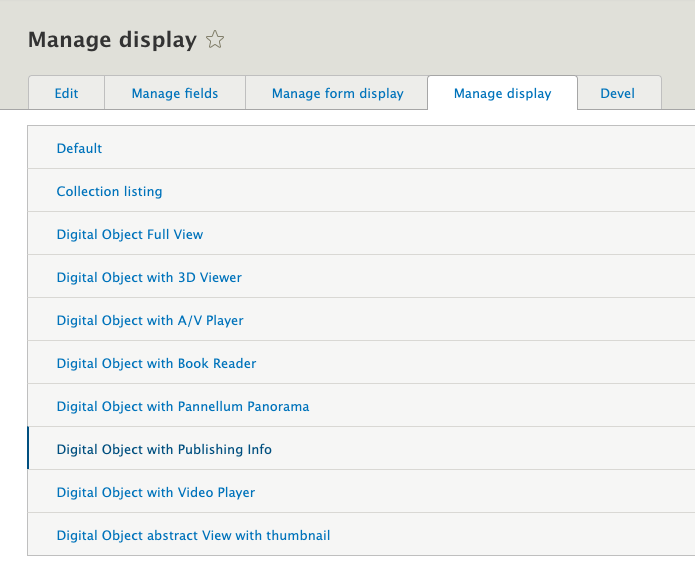 Manage display
Edit
Manage fields
Manage form display
Manage display
Devel
Default
Collection listing
Digital Object Full View
Digital Object with 3D Viewer
Digital Object with A/V Player
Digital Object with Book Reader
Digital Object with Pannellum Panorama
Digital Object with Publishing Info
Digital Object with Video Player
Digital Object abstract View with thumbnail